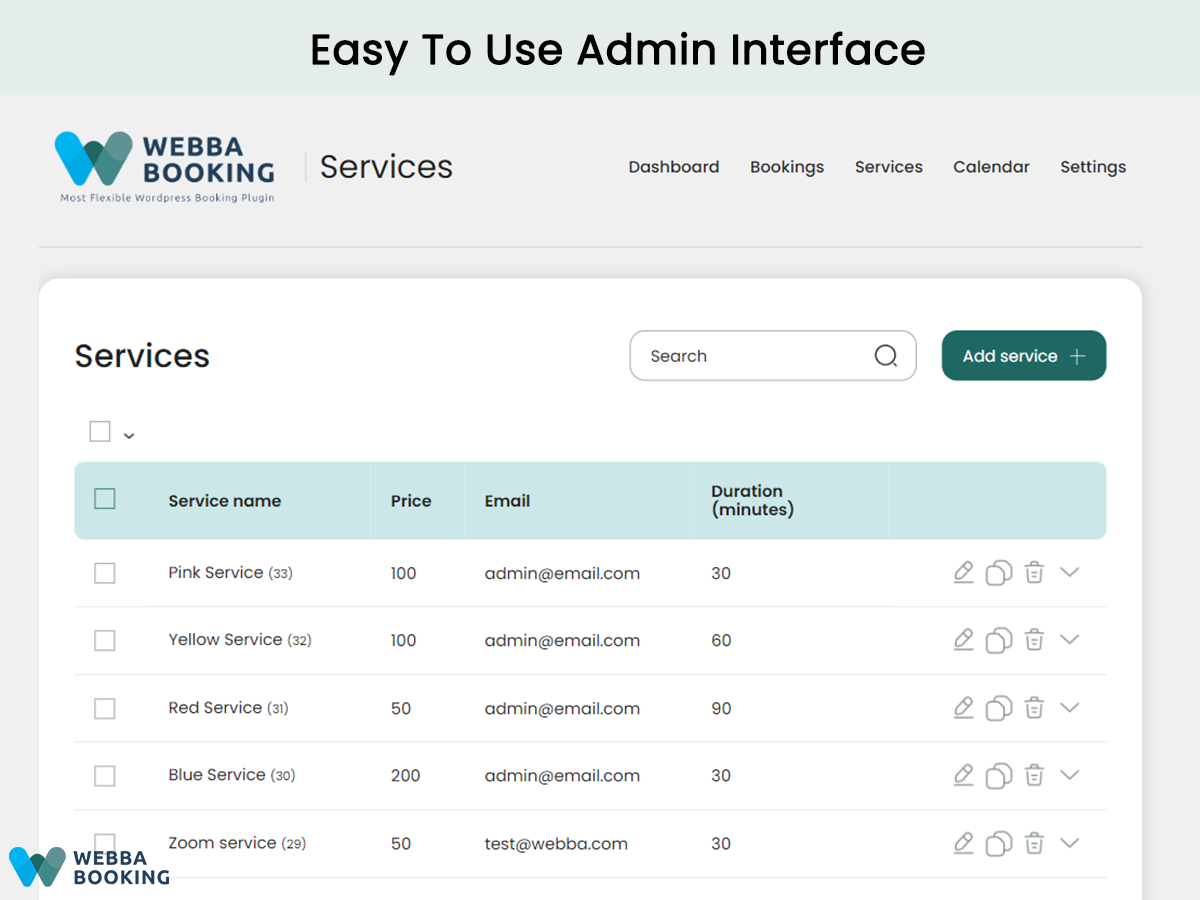 Easy To Use Admin Interface
WEBBA
BOOKING
Most Flexible Wordpress Booking Plugin
Services
Dashboard Bookings Services Calendar Settings
Services
Search
Add service
Service name Price Email Duration
(minutes)
Pink Service (33) 100 admin@email.com 30
Yellow Service (32) 100 admin@email.com 60
Red Service (31) 50 admin@email.com 90
Blue Service (30) 200 admin@email.com 30
Zoom service (29) 50 test@webba.com 30
WEBBA
BOOKING